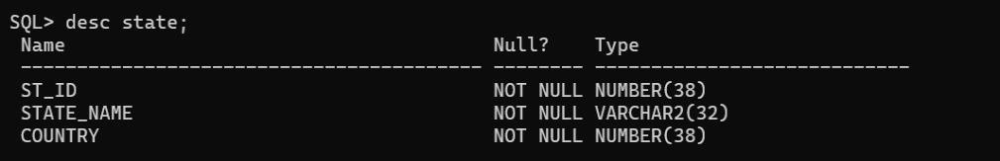 SQL> desc state;
 Name                                      Null?    Type
 ----------------------------------------- -------- ----------------------------
 ST_ID                                     NOT NULL NUMBER(38)
 STATE_NAME                                NOT NULL VARCHAR2(32)
 COUNTRY                                   NOT NULL NUMBER(38)